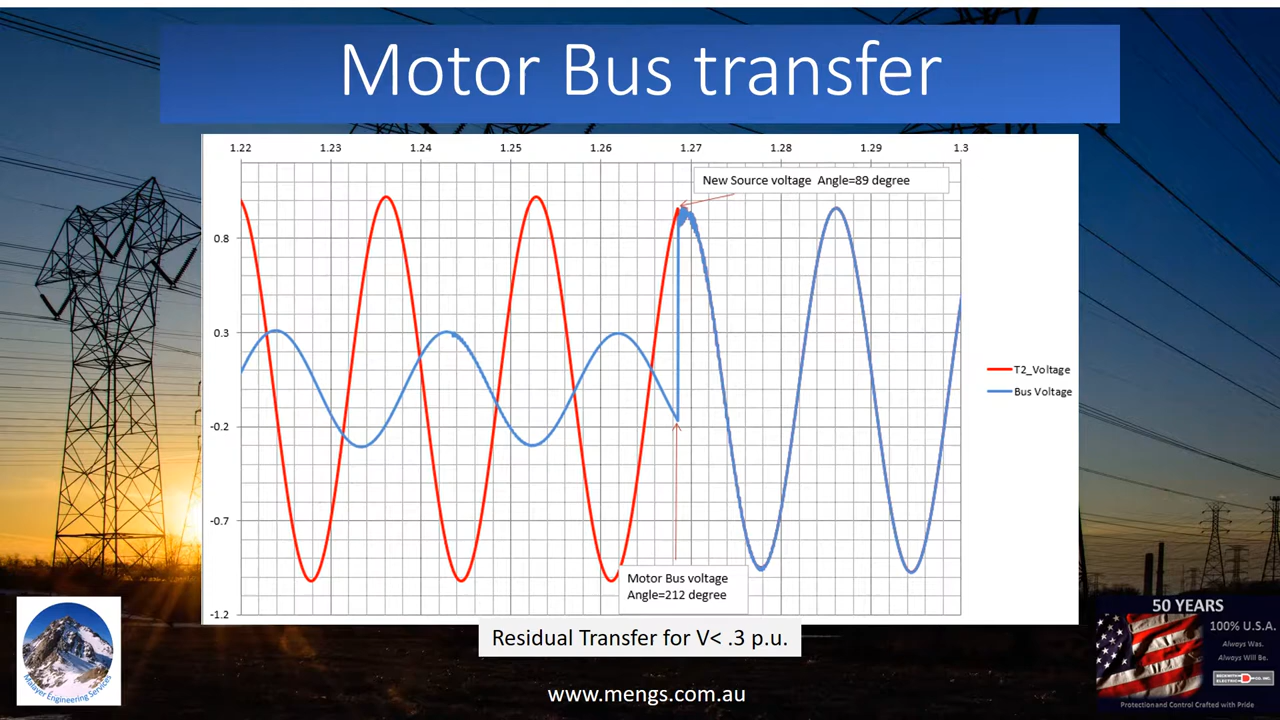 Motor Bus transfer
1.22 1.23 1.24 1.25 1.26 1.27 1.28 1.29 1.3
New Source voltage Angle=89 degree
0.8
0.3
-0.2
-0.7
-1.2
T2_Voltage
Bus Voltage
Motor Bus voltage
Angle=212 degree
Residual Transfer for V< .3 p.u.
www.mengs.com.au
Malayer Engineering Services
50 YEARS
100% U.S.A.
Always Was.
Always Will Be.
Protection and Control Crafted with Pride